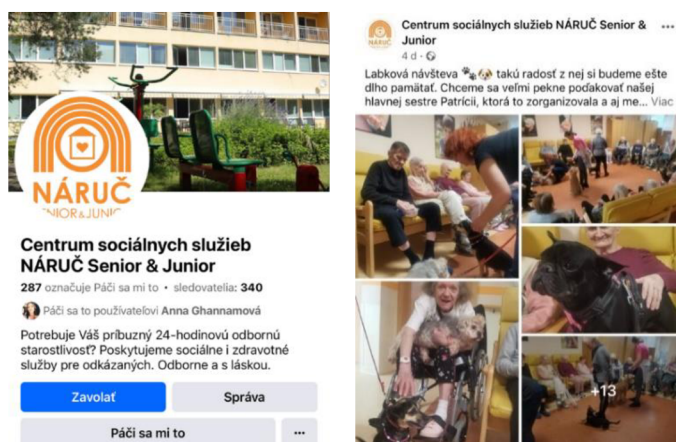 NÁRUČ
SENIOR & JUNIOR
Centrum sociálnych služieb
NÁRUČ Senior & Junior
287 označuje Páči sa mi to • sledovatelia: 340
Páči sa to používateľovi Anna Ghannamová
Potrebuje Váš príbuzný 24-hodinovú odbornú
starostlivosť? Poskytujeme sociálne i zdravotné
služby pre odkázaných. Odborne a s láskou.
Zavolať
Správa
Páči sa mi to
...
NÁRUČ
Centrum sociálnych služieb NÁRUČ Senior &
Junior
...
4 d ·
Labková návšteva 🐾🐶 takú radosť z nej si budeme ešte
dlho pamätať. Chceme sa veľmi pekne poďakovať našej
hlavnej sestre Patrícii, ktorá to zorganizovala a aj me... Viac
+13